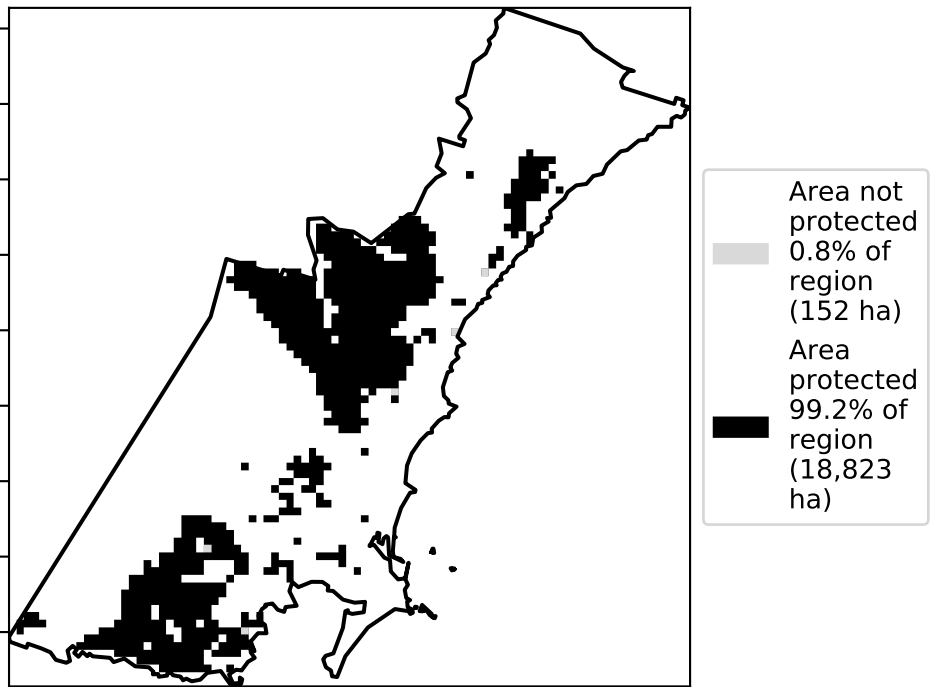 Area not
protected
0.8% of
region
(152 ha)
Area
protected
99.2% of
region
(18,823
ha)